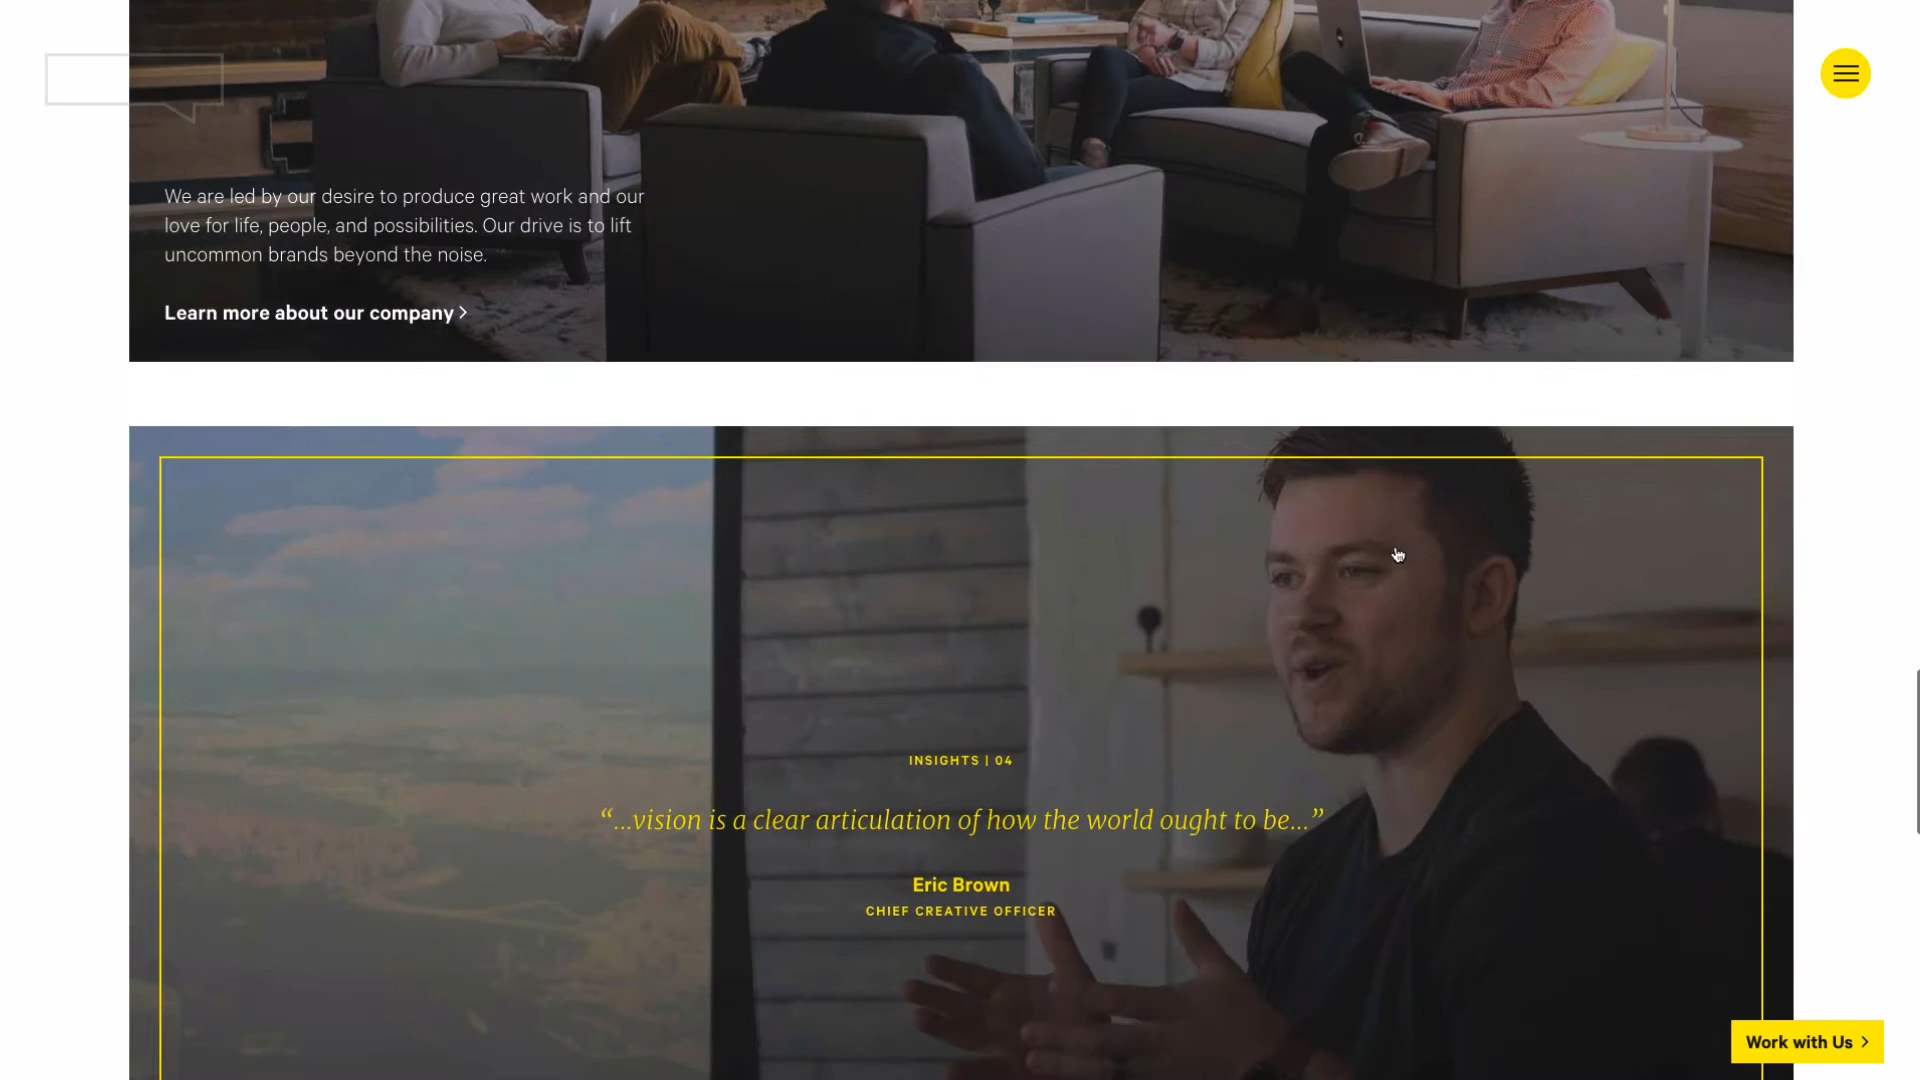 We are led by our desire to produce great work and our
love for life, people, and possibilities. Our drive is to lift
uncommon brands beyond the noise.
Learn more about our company >
INSIGHTS | 04
“...vision is a clear articulation of how the world ought to be...”
Eric Brown
CHIEF CREATIVE OFFICER
Work with Us >